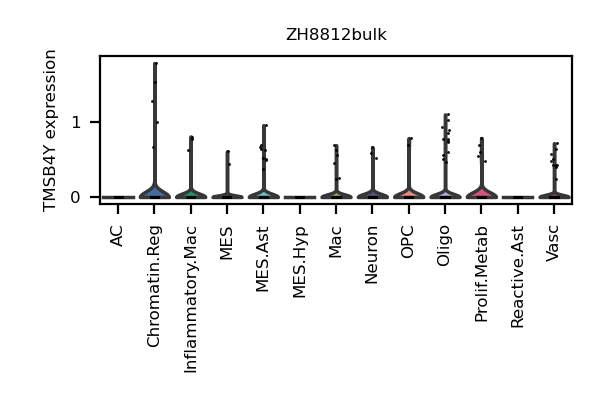 ZH8812bulk
TMSB4Y expression
1
0
AC
Chromatin.Reg
Inflammatory.Mac
MES
MES.Ast
MES.Hyp
Mac
Neuron
OPC
Oligo
Prolif.Metab
Reactive.Ast
Vasc